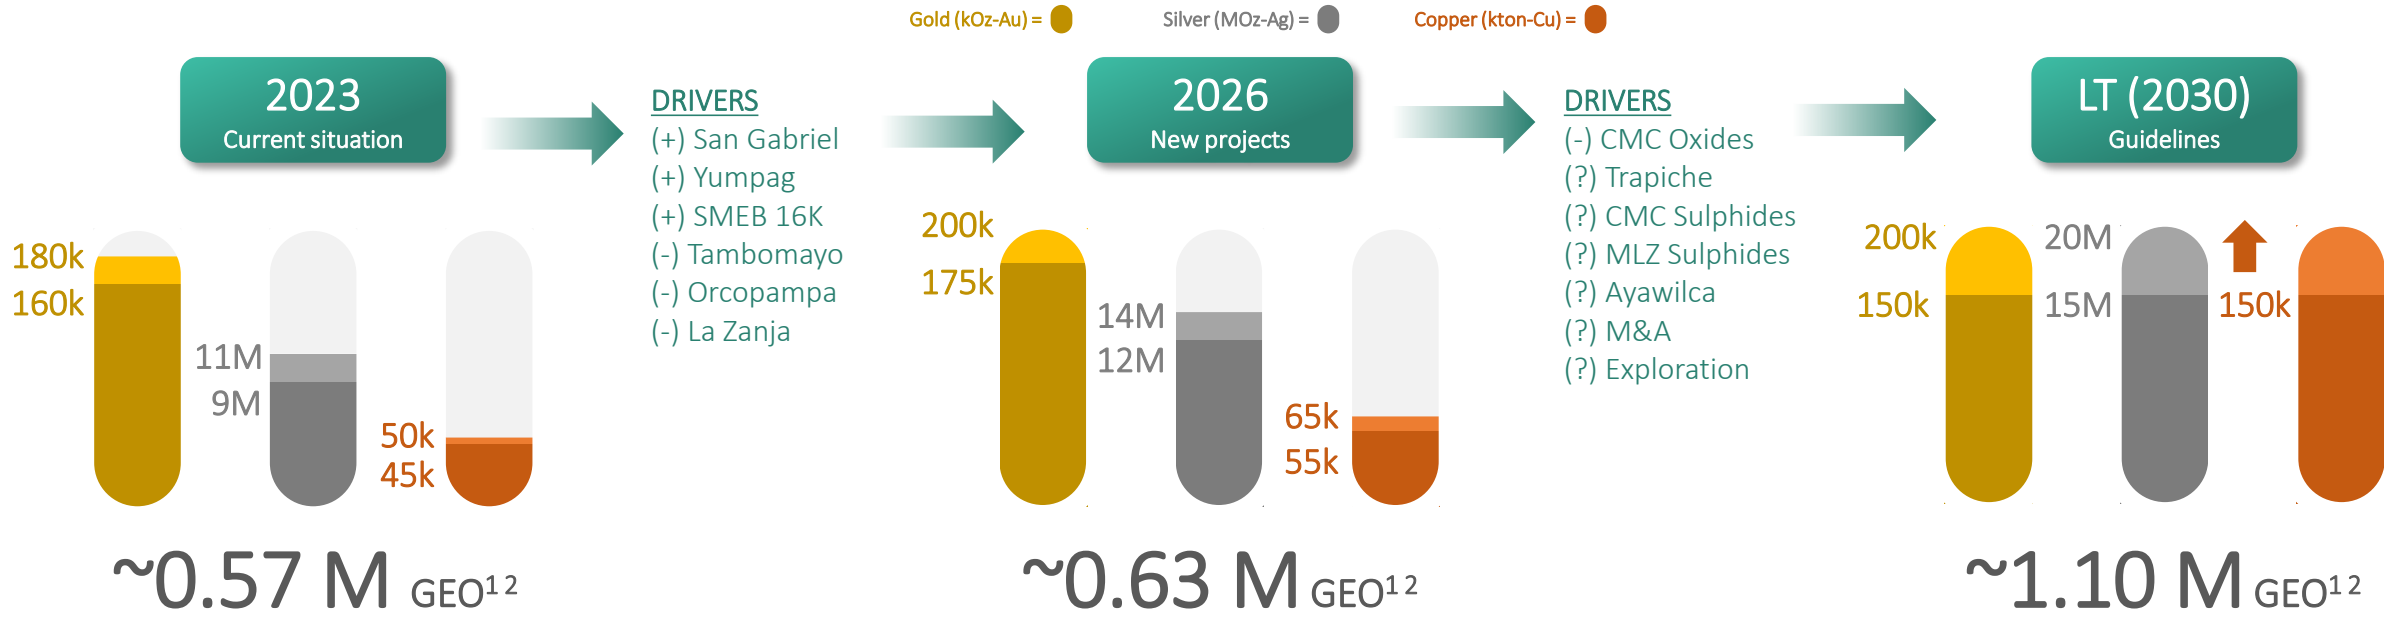 Gold (kOz-Au) =
Silver (MOz-Ag) =
Copper (kton-Cu) =
2023
Current situation
180k
160k
11M
9M
50k
45k
~0.57 M GEO¹ ²
DRIVERS
(+) San Gabriel
(+) Yumpag
(+) SMEB 16K
(-) Tambomayo
(-) Orcopampa
(-) La Zanja
2026
New projects
200k
175k
14M
12M
65k
55k
~0.63 M GEO¹ ²
DRIVERS
(-) CMC Oxides
(?) Trapiche
(?) CMC Sulphides
(?) MLZ Sulphides
(?) Ayawilca
(?) M&A
(?) Exploration
LT (2030)
Guidelines
200k
150k
20M
15M
150k
~1.10 M GEO¹ ²